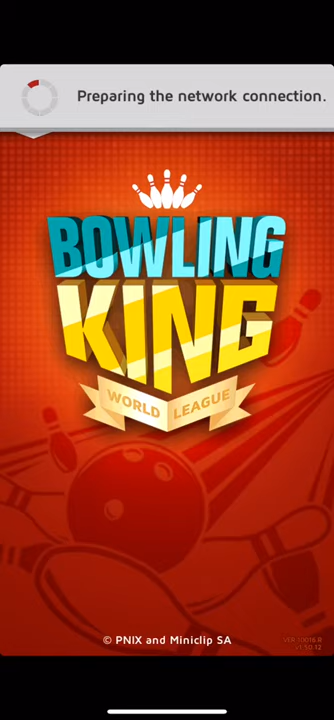 Preparing the network connection.
BOWLING
KING
WORLD LEAGUE
© PNIX and Miniclip SA